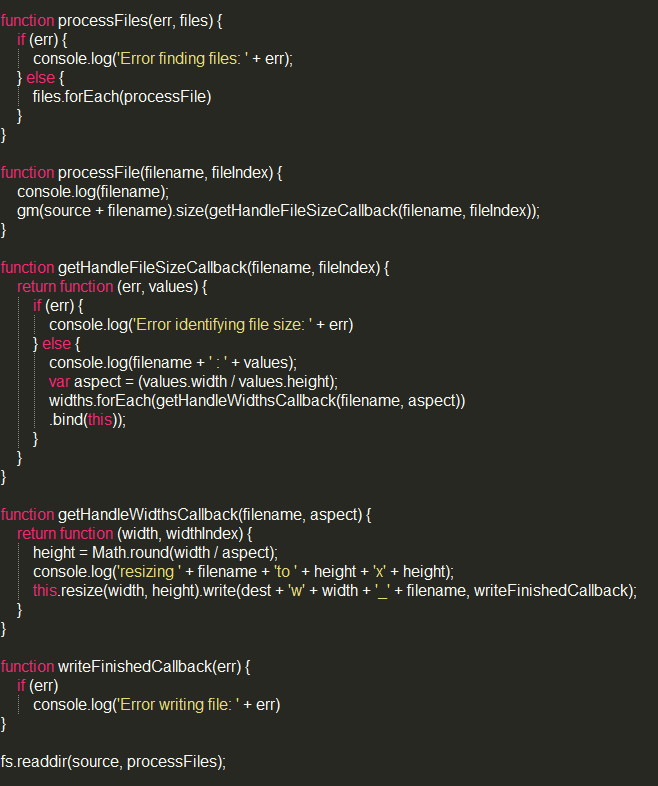 function processFiles(err, files) {
if (err) {
console.log('Error finding files: ' + err);
} else {
files.forEach(processFile)
}
}
function processFile(filename, fileIndex) {
console.log(filename);
gm(source + filename).size(getHandleFileSizeCallback(filename, fileIndex));
}
function getHandleFileSizeCallback(filename, fileIndex) {
return function (err, values) {
if (err) {
console.log('Error identifying file size: ' + err)
} else {
console.log(filename + ' : ' + values);
var aspect = (values.width / values.height);
widths.forEach(getHandleWidthsCallback(filename, aspect))
.bind(this));
}
}
}
function getHandleWidthsCallback(filename, aspect) {
return function (width, widthIndex) {
height = Math.round(width / aspect);
console.log('resizing ' + filename + 'to ' + height + 'x' + height);
this.resize(width, height).write(dest + 'w' + width + '_' + filename, writeFinishedCallback);
}
}
function writeFinishedCallback(err) {
if (err)
console.log('Error writing file: ' + err)
}
fs.readdir(source, processFiles);